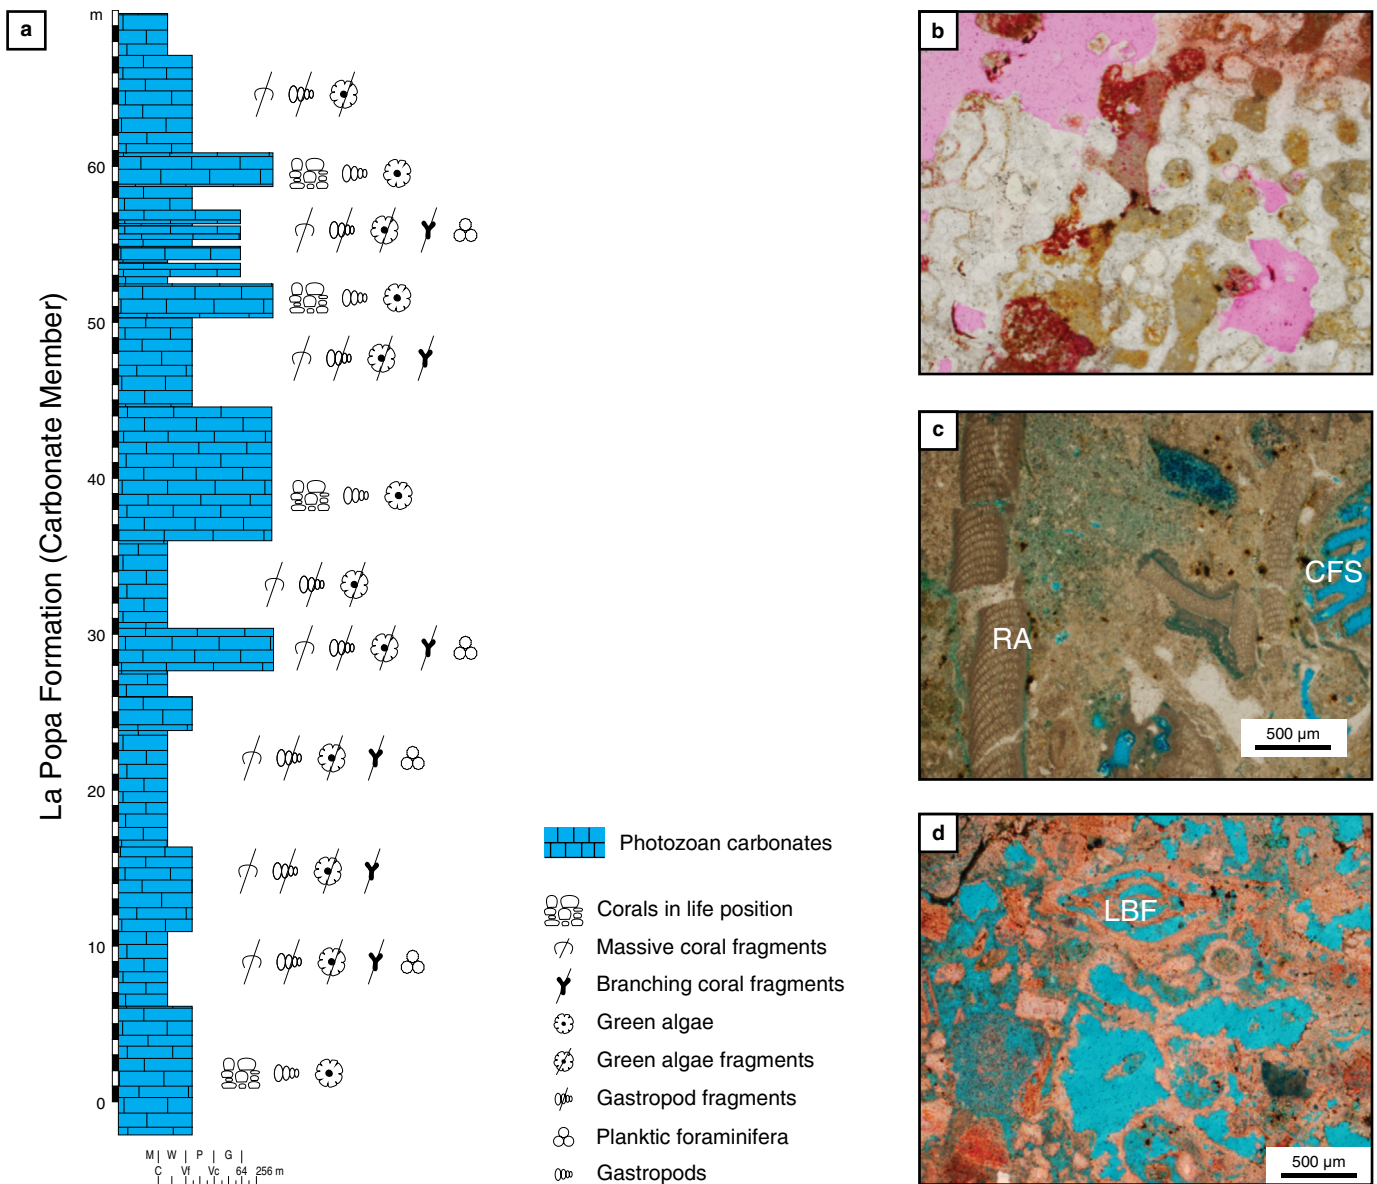 a
m
60
50
40
30
20
10
0
La Popa Formation (Carbonate Member)
M W P G
C Vf Vc 64 256 m
Photozoan carbonates
Corals in life position
Massive coral fragments
Branching coral fragments
Green algae
Green algae fragments
Gastropod fragments
Planktic foraminifera
Gastropods
b
c
RA
CFS
500 µm
d
LBF
500 µm